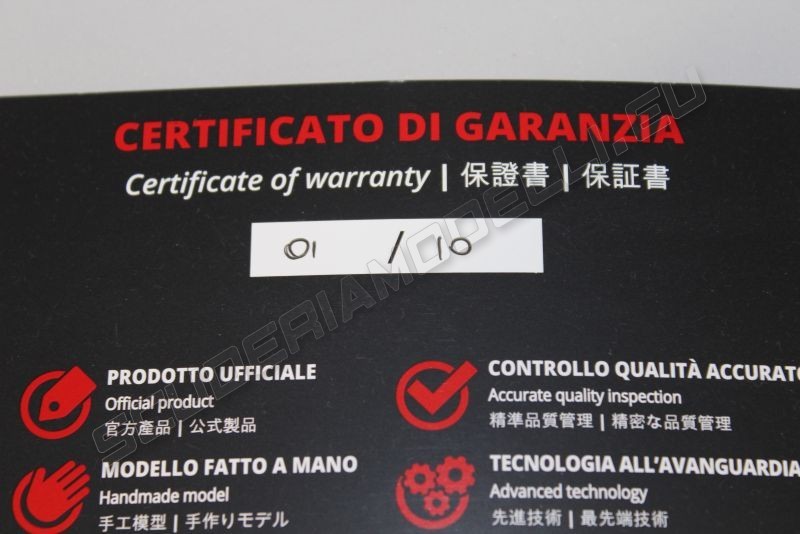 CERTIFICATO DI GARANZIA
Certificate of warranty | 保證書 | 保証書
01 / 10
PRODOTTO UFFICIALE
Official product
官方產品 | 公式製品
CONTROLLO QUALITÀ ACCURATO
Accurate quality inspection
精準品質管理 | 精密な品質管理
MODELLO FATTO A MANO
Handmade model
手工模型 | 手作りモデル
TECNOLOGIA ALL'AVANGUARDIA
Advanced technology
先進技術 | 最先端技術
SCUDERIAMODELLI.EU